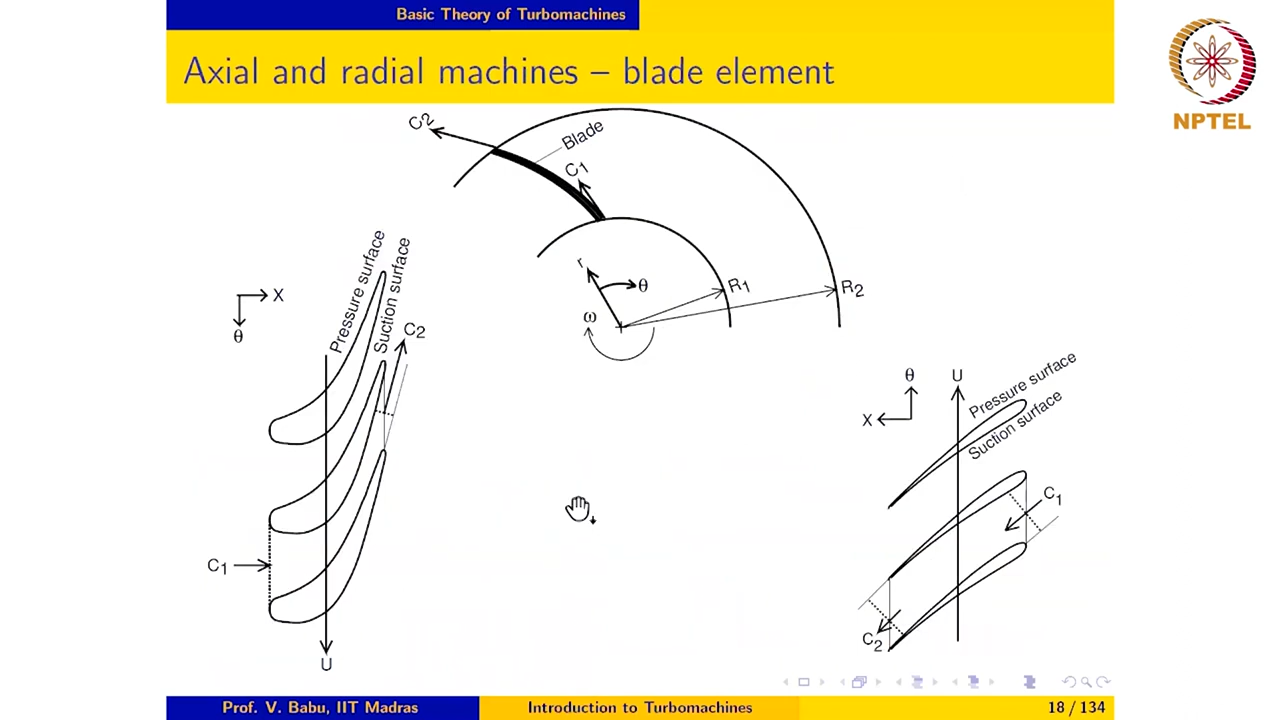 Basic Theory of Turbomachines
Axial and radial machines – blade element
NPTEL
C2
Blade
C1
r
θ
R1
R2
ω
X
θ
Pressure surface
Suction surface
C2
C1
U
θ
U
X
Pressure surface
Suction surface
C1
C2
Prof. V. Babu, IIT Madras
Introduction to Turbomachines
18 / 134